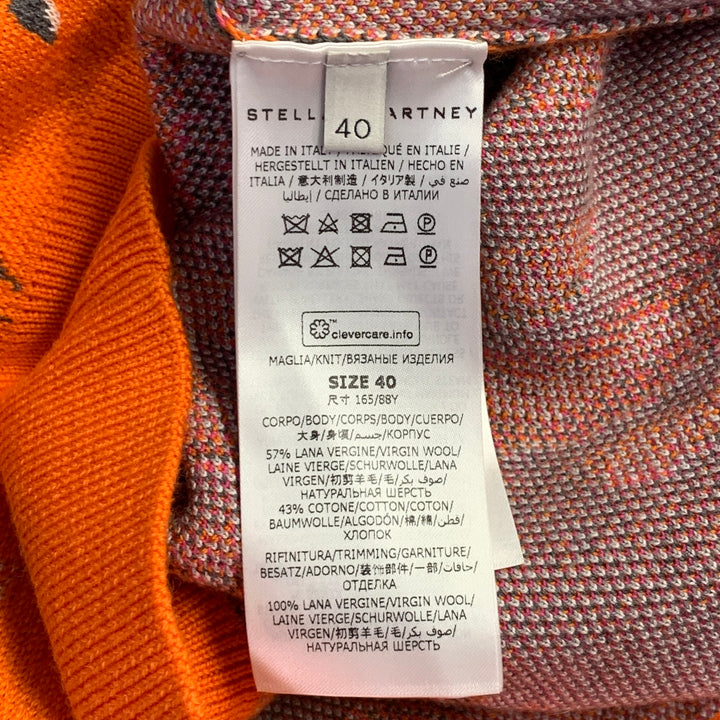 STELL ARTNEY
40
MADE IN ITALY / FABRIQUÉ EN ITALIE /
HERGESTELLT IN ITALIEN / HECHO EN
ITALIA / 意大利制造 / イタリア製 / صنع في
إيطاليا / СДЕЛАНО В ИТАЛИИ
clevercare.info
MAGLIA/KNIT/ВЯЗАНЫЕ ИЗДЕЛИЯ
SIZE 40
尺寸 165/88Y
CORPO/BODY/CORPS/BODY/CUERPO/
大身/身頃/جسم/КОРПУС
57% LANA VERGINE/VIRGIN WOOL/
LAINE VIERGE/SCHURWOLLE/LANA
VIRGEN/初剪羊毛/毛/صوف بكر/
НАТУРАЛЬНАЯ ШЕРСТЬ
43% COTONE/COTTON/COTON/
BAUMWOLLE/ALGODÓN/棉/綿/قطن/
ХЛОПОК
RIFINITURA/TRIMMING/GARNITURE/
BESATZ/ADORNO/装饰部件/一部/حافات/
ОТДЕЛКА
100% LANA VERGINE/VIRGIN WOOL/
LAINE VIERGE/SCHURWOLLE/LANA
VIRGEN/初剪羊毛/毛/صوف بكر/
НАТУРАЛЬНАЯ ШЕРСТЬ